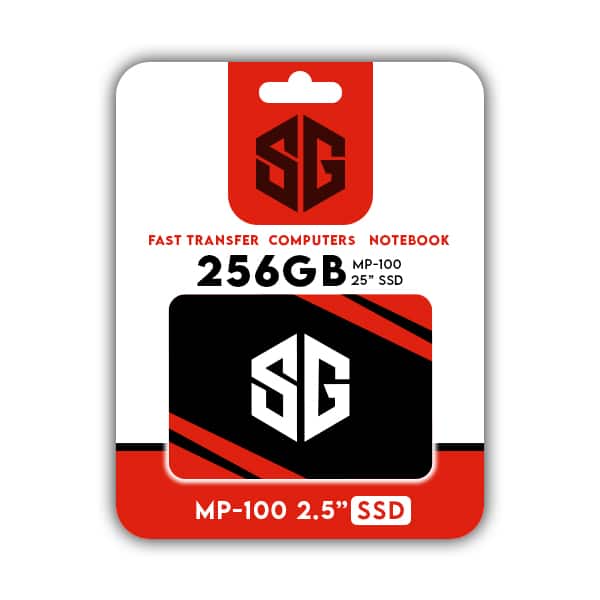 SG
FAST TRANSFER COMPUTERS NOTEBOOK
256GB MP-100
25” SSD
SG
MP-100 2.5” SSD